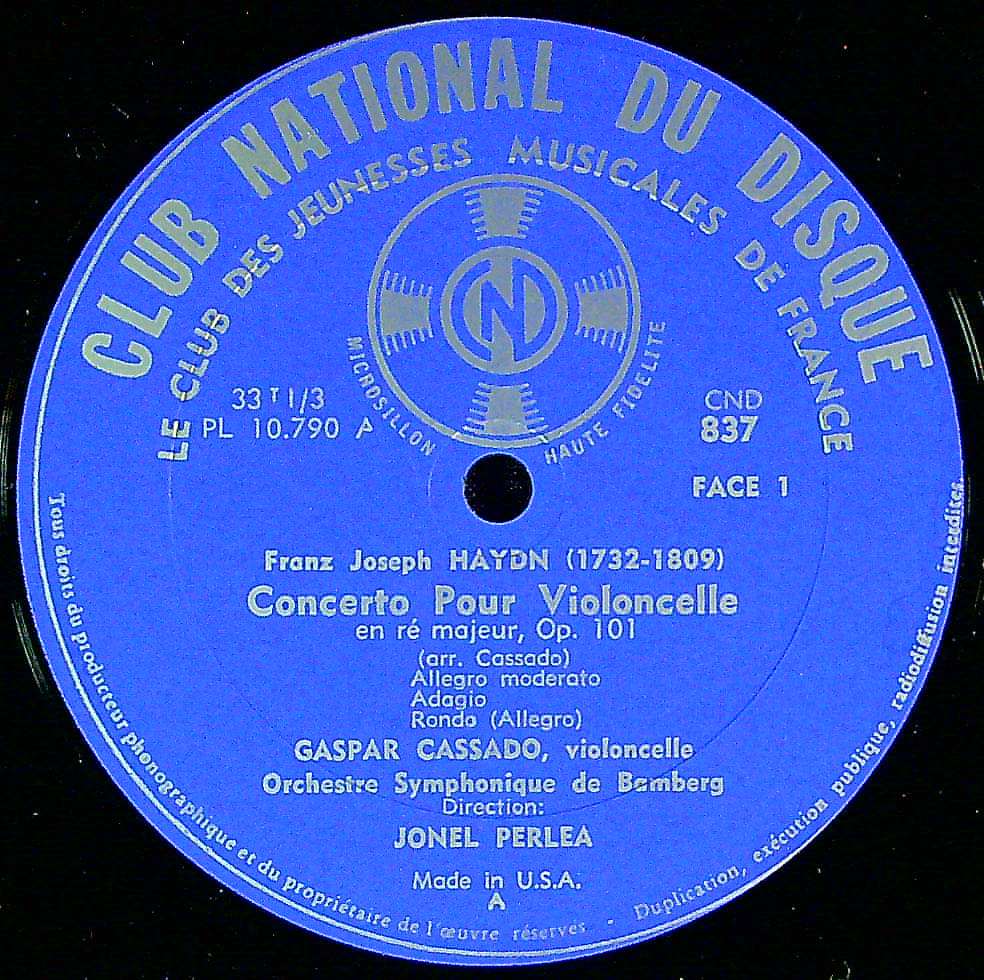 CLUB NATIONAL DU DISQUE
LE CLUB DES JEUNESSES MUSICALES DE FRANCE
CND
MICROSILLON
HAUTE FIDELITE
33 T 1/3
PL 10.790 A
CND
837
FACE 1
Franz Joseph HAYDN (1732-1809)
Concerto Pour Violoncelle
en ré majeur, Op. 101
(arr. Cassado)
Allegro moderato
Adagio
Rondo (Allegro)
GASPAR CASSADO, violoncelle
Orchestre Symphonique de Bamberg
Direction:
JONEL PERLEA
Made in U.S.A.
A
Tous droits du producteur phonographique et du propriétaire de l'œuvre réservés - Duplication, exécution publique, radiodiffusion interdites